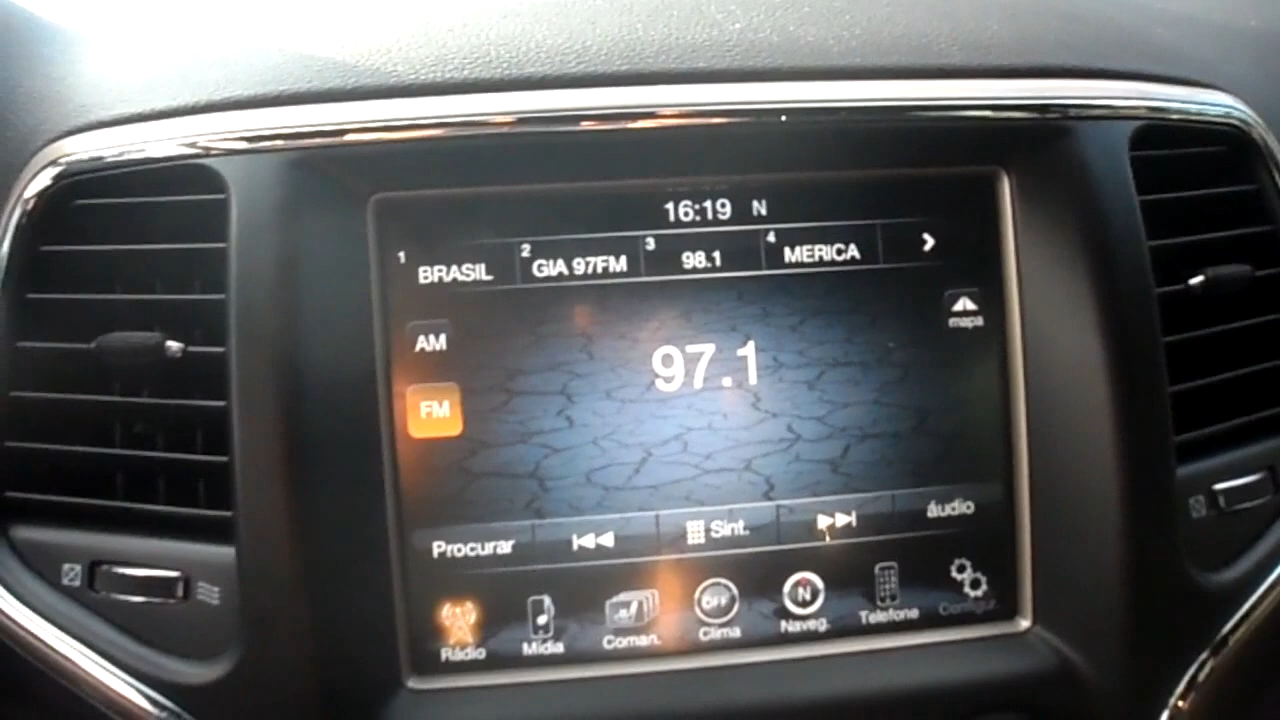 16:19 N
1 BRASIL 2 GIA 97FM 3 98.1 4 MERICA
mapa
AM
97.1
FM
Procurar Sint. áudio
OFF N
Rádio Mídia Coman. Clima Naveg. Telefone Configur.